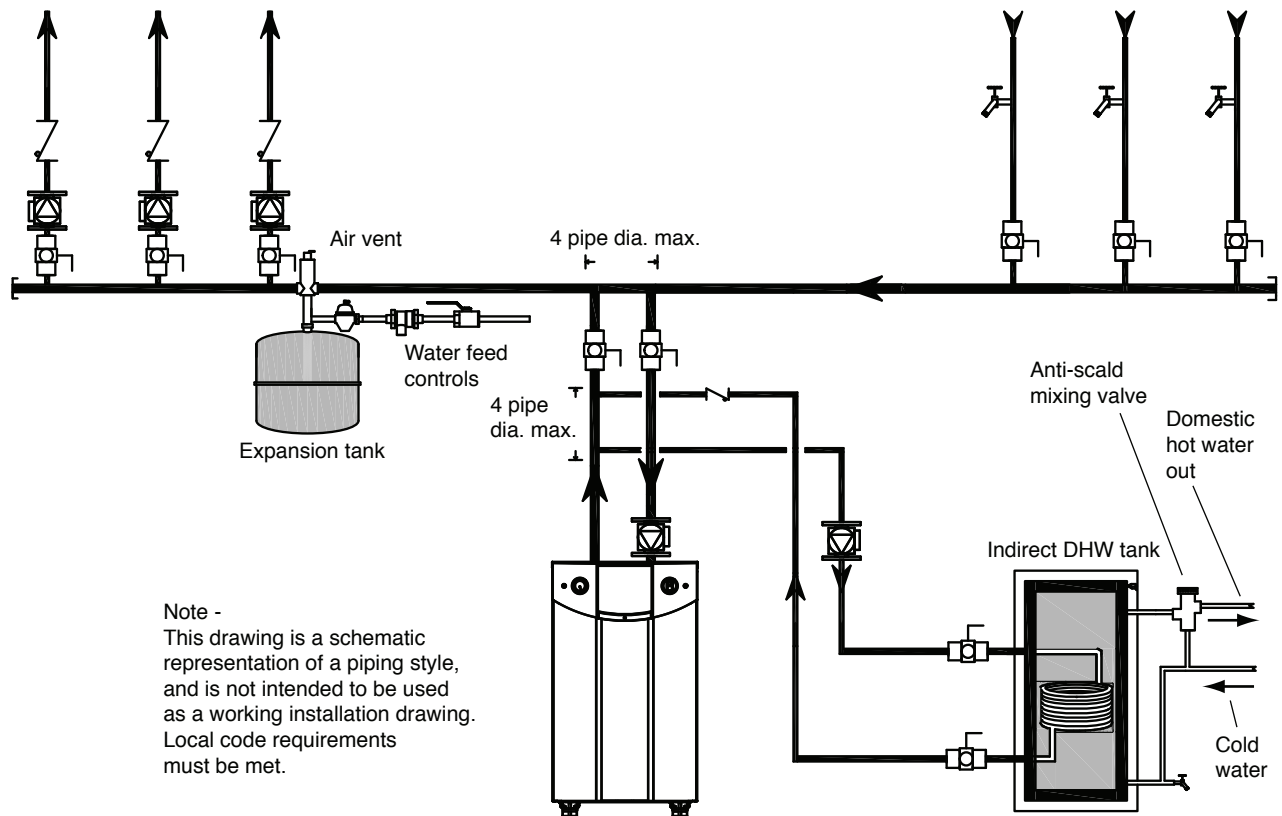 Air vent
4 pipe dia. max.
Water feed
controls
4 pipe
dia. max.
Expansion tank
Anti-scald
mixing valve
Domestic
hot water
out
Indirect DHW tank
Note -
This drawing is a schematic
representation of a piping style,
and is not intended to be used
as a working installation drawing.
Local code requirements
must be met.
Cold
water